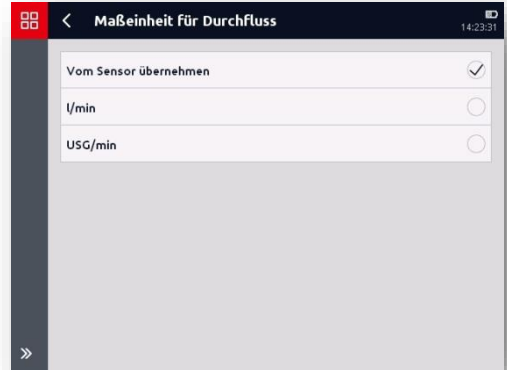 Maßeinheit für Durchfluss
14:23:31
Vom Sensor übernehmen
l/min
USG/min